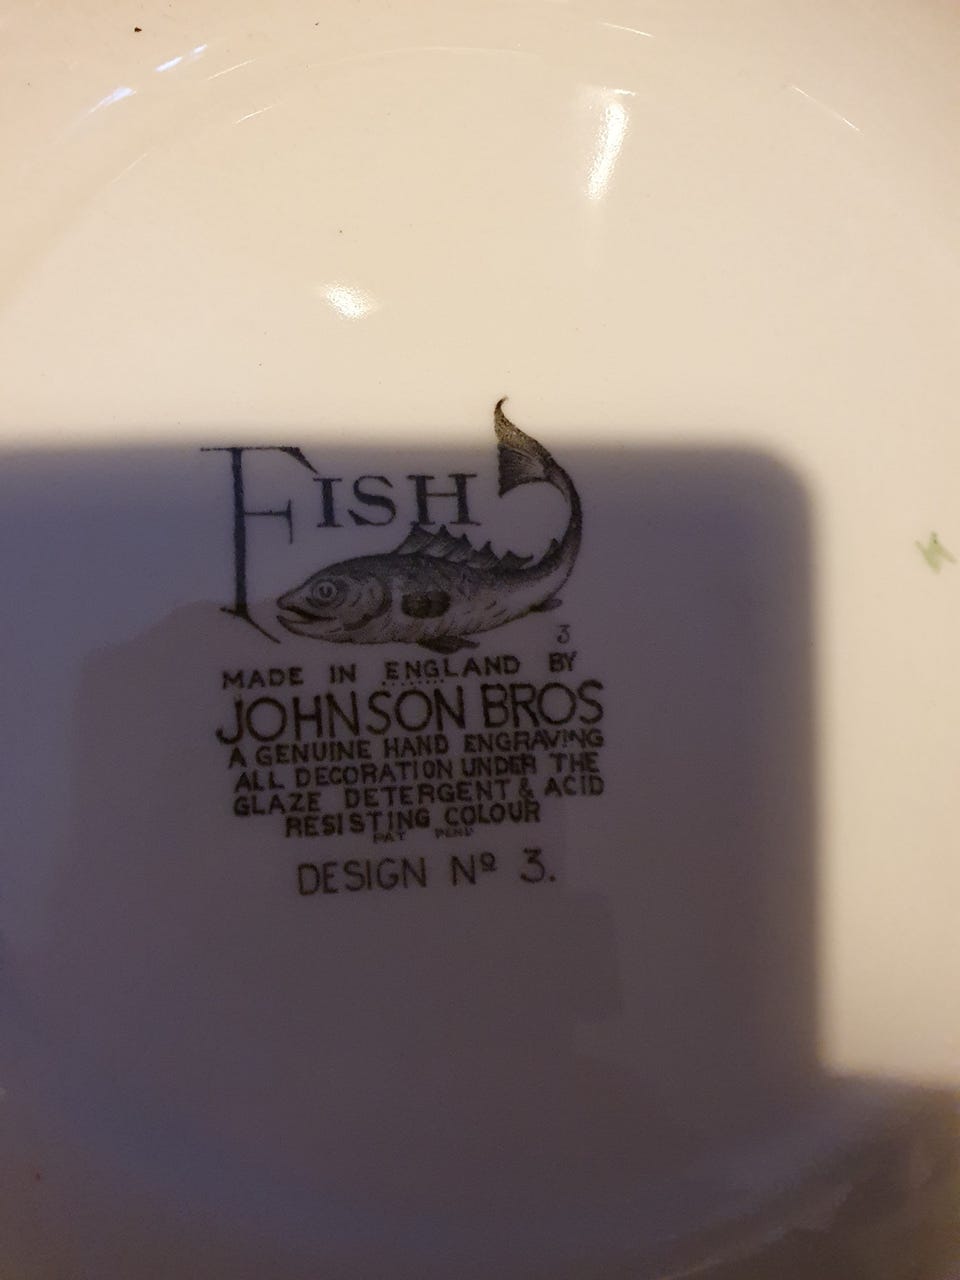 FISH
3
MADE IN ENGLAND BY
JOHNSON BROS
A GENUINE HAND ENGRAVING
ALL DECORATION UNDER THE
GLAZE DETERGENT & ACID
RESISTING COLOUR
PAT PEND
DESIGN Nº 3.